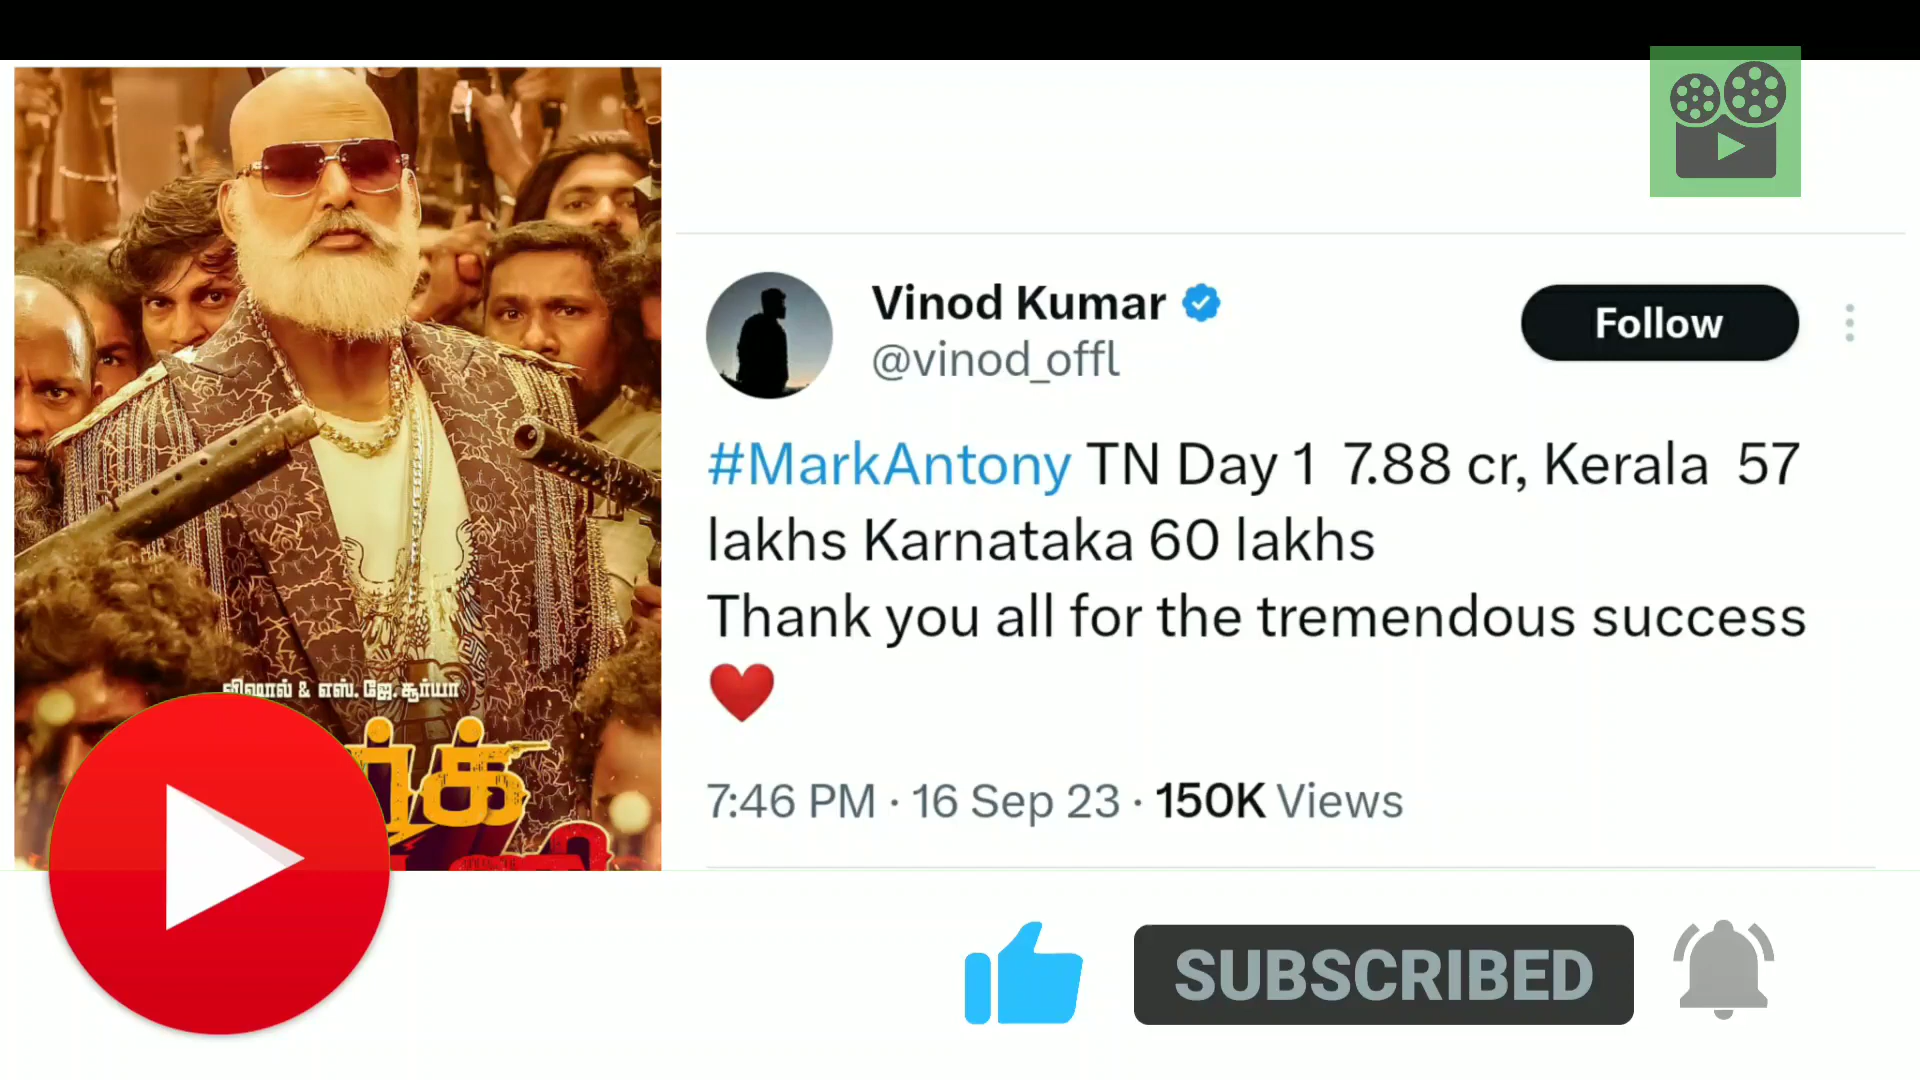 விஷால் & எஸ். ஜே. சூர்யா
Vinod Kumar
@vinod_offl
Follow
#MarkAntony TN Day 1 7.88 cr, Kerala 57
lakhs Karnataka 60 lakhs
Thank you all for the tremendous success
❤️
7:46 PM · 16 Sep 23 · 150K Views
SUBSCRIBED